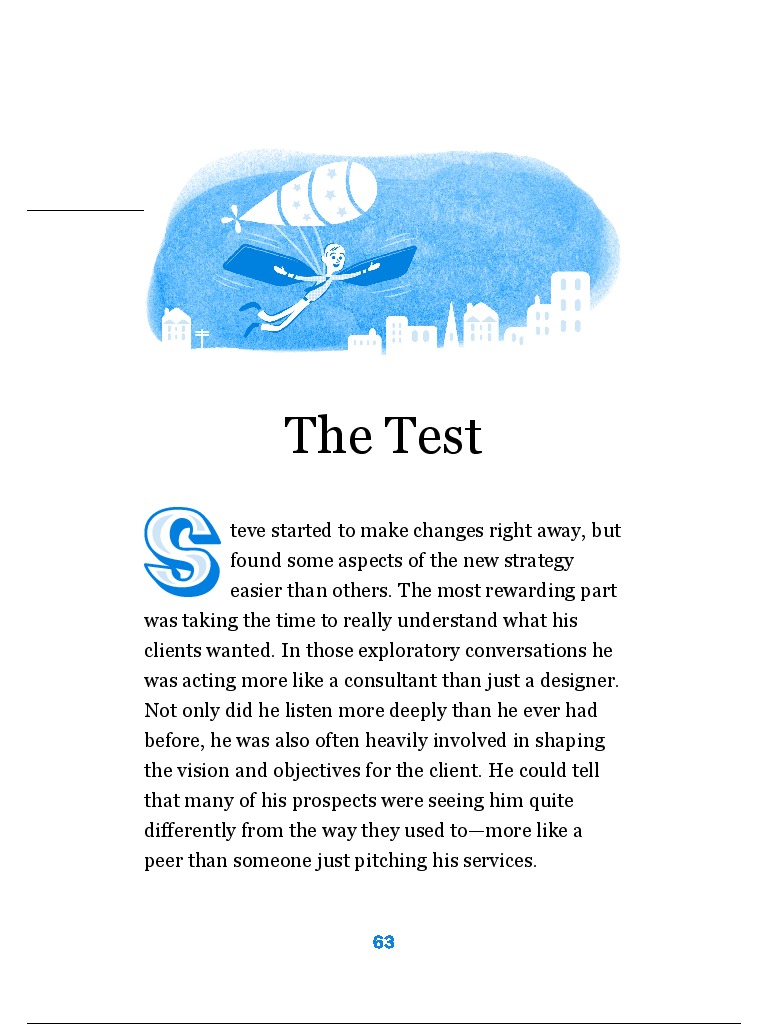 The Test
Steve started to make changes right away, but
found some aspects of the new strategy
easier than others. The most rewarding part
was taking the time to really understand what his
clients wanted. In those exploratory conversations he
was acting more like a consultant than just a designer.
Not only did he listen more deeply than he ever had
before, he was also often heavily involved in shaping
the vision and objectives for the client. He could tell
that many of his prospects were seeing him quite
differently from the way they used to—more like a
peer than someone just pitching his services.
63